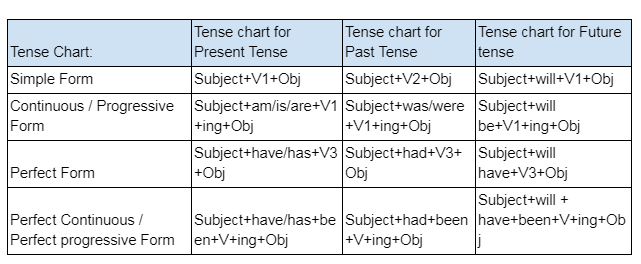 Tense Chart:
Tense chart for
Present Tense
Tense chart for
Past Tense
Tense chart for Future
tense
Simple Form
Subject+V1+Obj
Subject+V2+Obj
Subject+will+V1+Obj
Continuous / Progressive
Form
Subject+am/is/are+V1
+ing+Obj
Subject+was/were
+V1+ing+Obj
Subject+will
be+V1+ing+Obj
Perfect Form
Subject+have/has+V3
+Obj
Subject+had+V3+
Obj
Subject+will
have+V3+Obj
Perfect Continuous /
Perfect progressive Form
Subject+have/has+be
en+V+ing+Obj
Subject+had+been
+V+ing+Obj
Subject+will +
have+been+V+ing+Ob
j